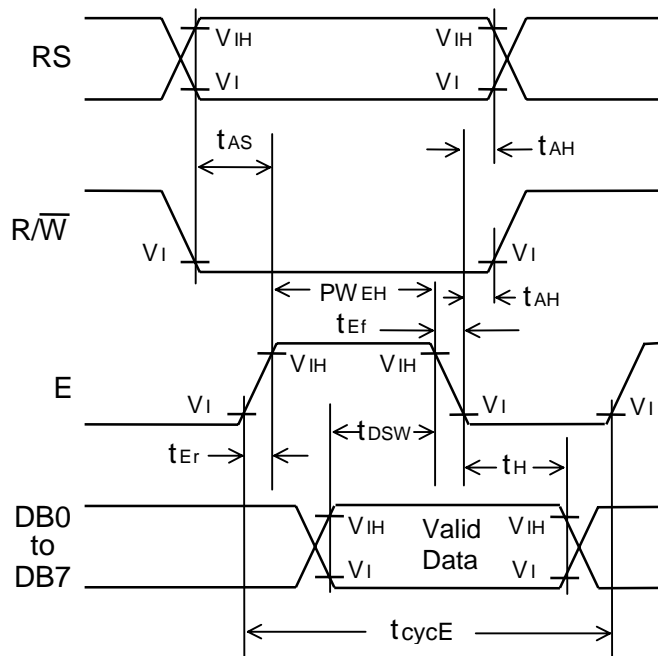 RS
VIH
VIH
VI
VI
tAS
tAH
R/W̅
VI
VI
PWEH
tAH
tEf
E
VIH
VIH
VI
VI
VI
tDSW
tEr
tH
DB0
to
DB7
VIH
Valid
Data
VIH
VI
VI
tcycE